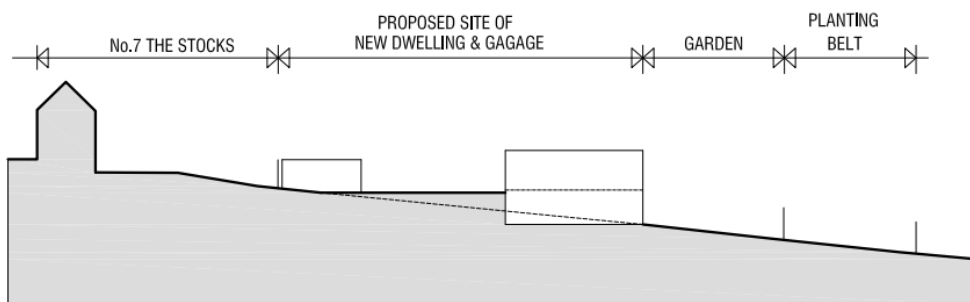 No.7 THE STOCKS
PROPOSED SITE OF
NEW DWELLING & GAGAGE
GARDEN
PLANTING
BELT